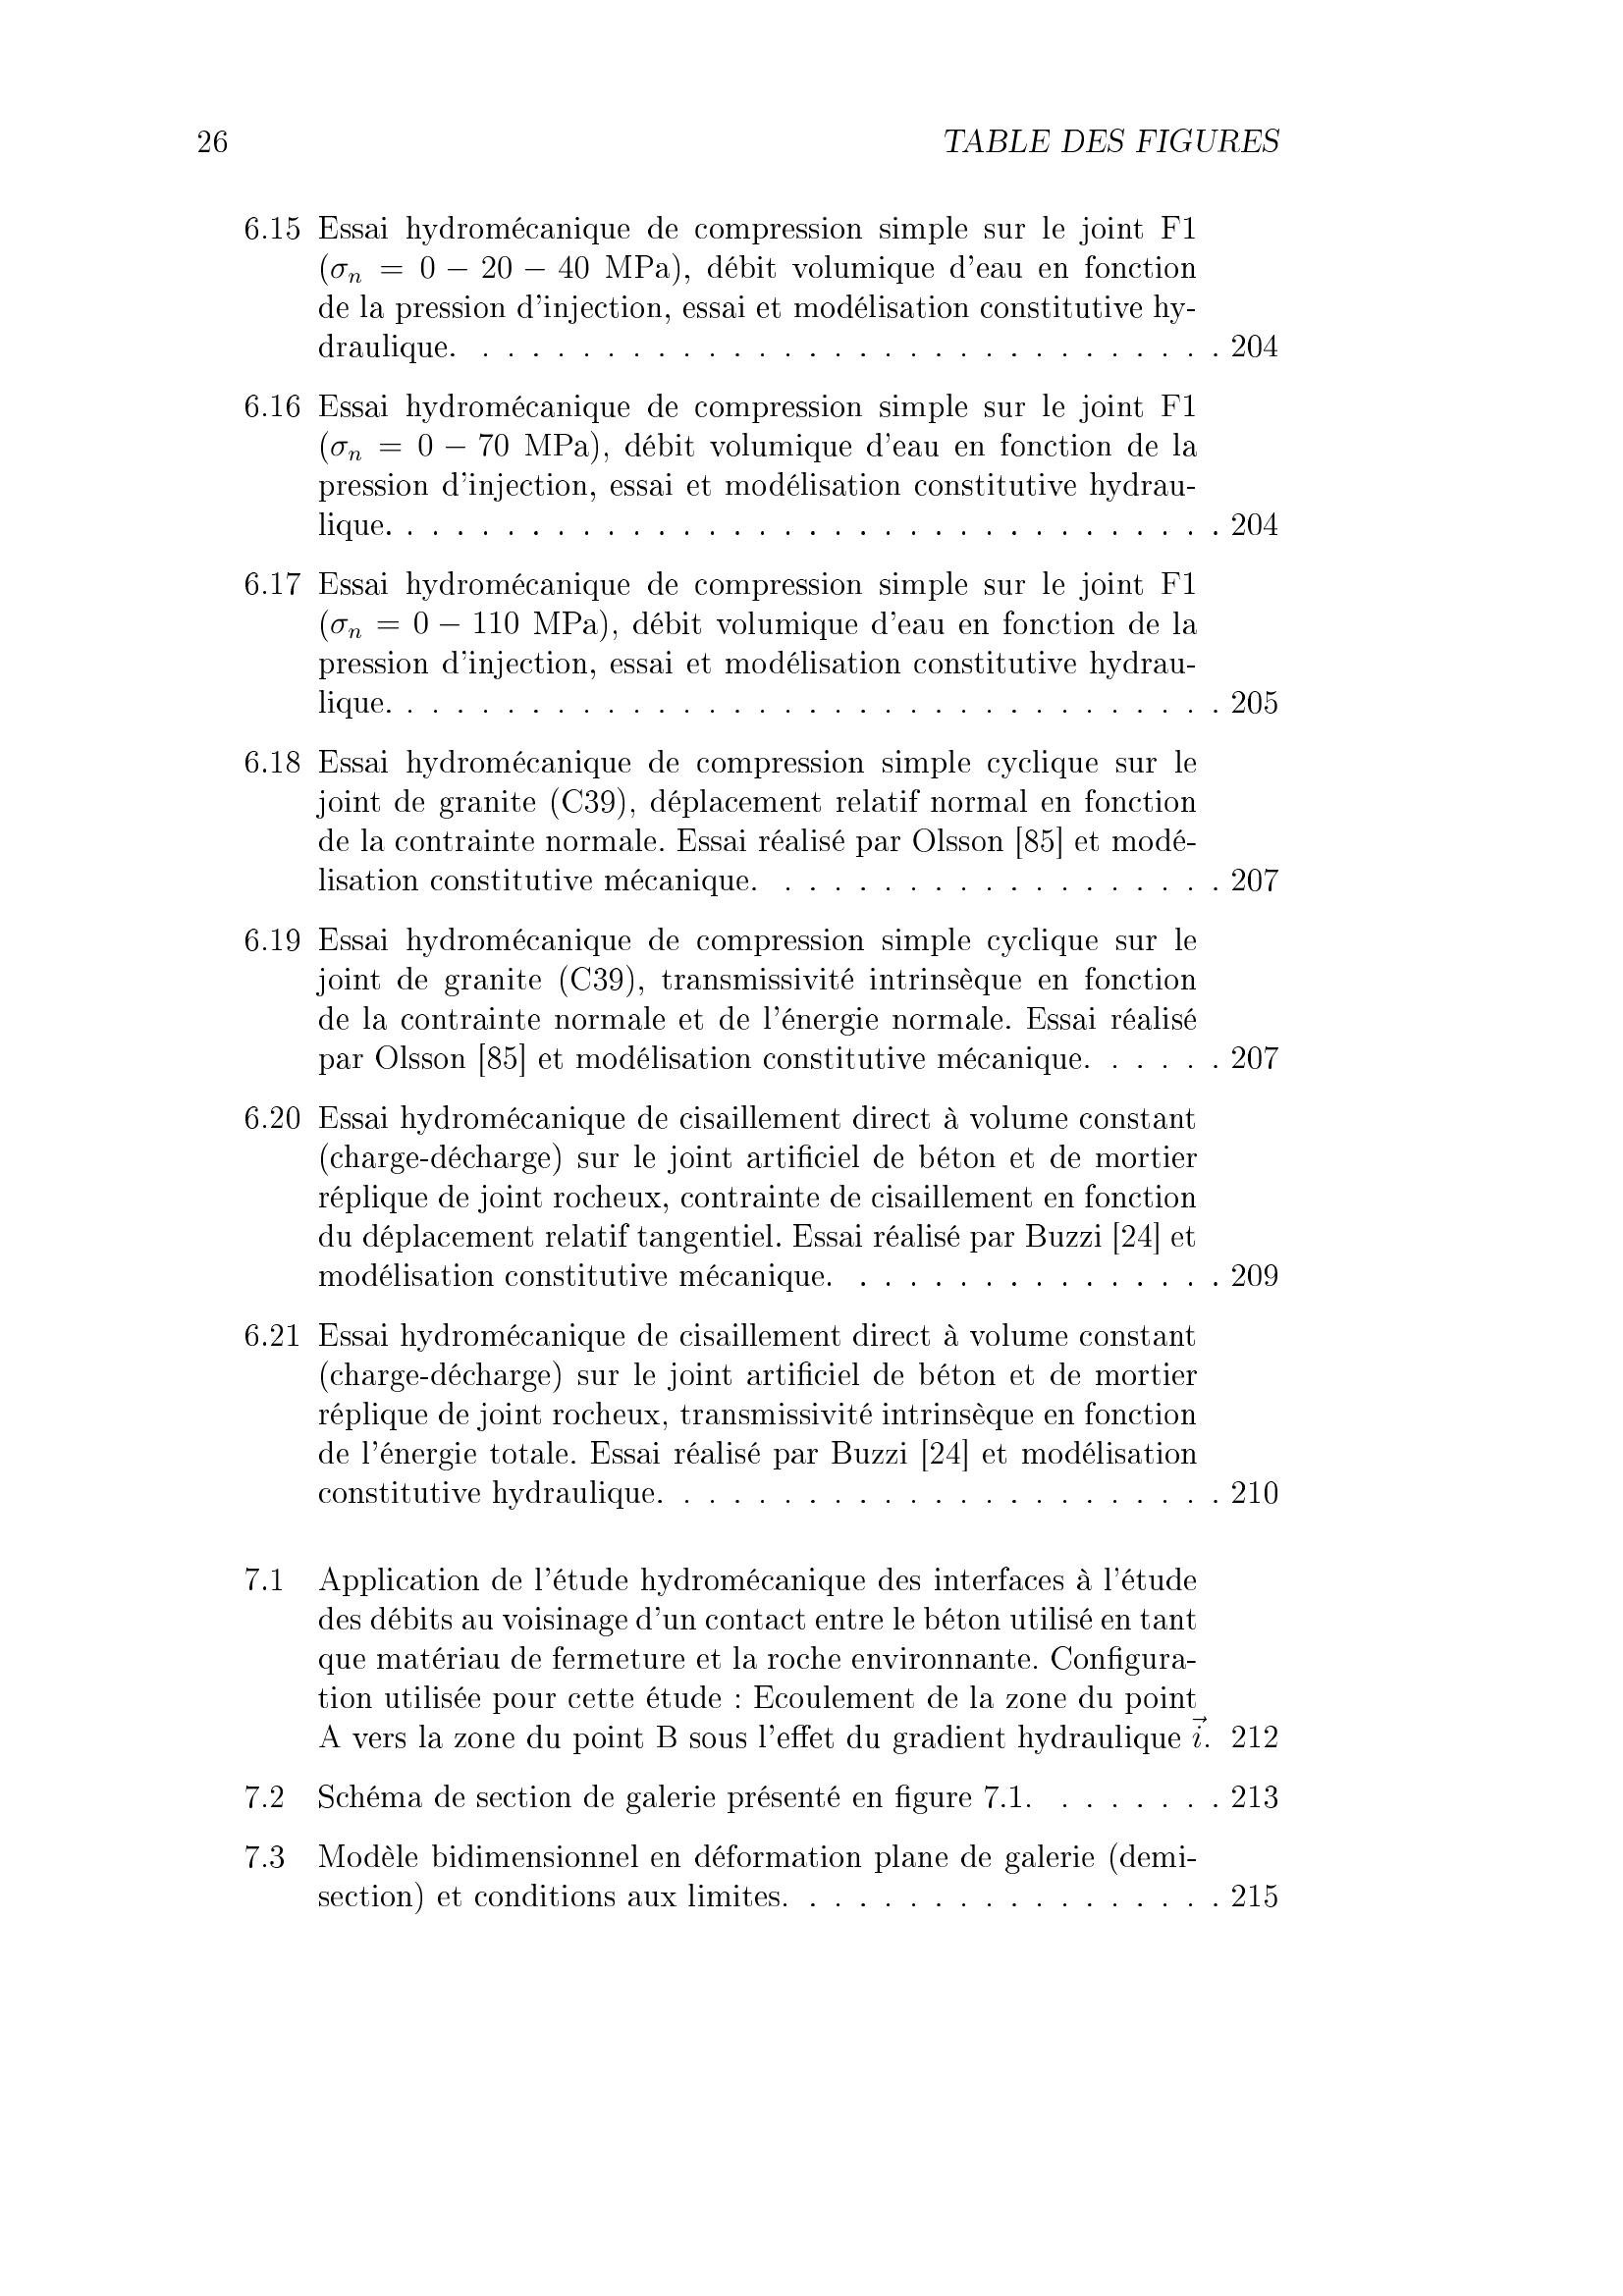 26 TABLE DES FIGURES
6.15 Essai hydromécanique de compression simple sur le joint F1
(σn = 0 − 20 − 40 MPa), débit volumique d'eau en fonction
de la pression d'injection, essai et modélisation constitutive hy-
draulique. . . . . . . . . . . . . . . . . . . . . . . . . . . . . . . 204
6.16 Essai hydromécanique de compression simple sur le joint F1
(σn = 0 − 70 MPa), débit volumique d'eau en fonction de la
pression d'injection, essai et modélisation constitutive hydrau-
lique. . . . . . . . . . . . . . . . . . . . . . . . . . . . . . . . . . 204
6.17 Essai hydromécanique de compression simple sur le joint F1
(σn = 0 − 110 MPa), débit volumique d'eau en fonction de la
pression d'injection, essai et modélisation constitutive hydrau-
lique. . . . . . . . . . . . . . . . . . . . . . . . . . . . . . . . . . 205
6.18 Essai hydromécanique de compression simple cyclique sur le
joint de granite (C39), déplacement relatif normal en fonction
de la contrainte normale. Essai réalisé par Olsson [85] et modé-
lisation constitutive mécanique. . . . . . . . . . . . . . . . . . . 207
6.19 Essai hydromécanique de compression simple cyclique sur le
joint de granite (C39), transmissivité intrinsèque en fonction
de la contrainte normale et de l'énergie normale. Essai réalisé
par Olsson [85] et modélisation constitutive mécanique. . . . . . 207
6.20 Essai hydromécanique de cisaillement direct à volume constant
(charge-décharge) sur le joint artificiel de béton et de mortier
réplique de joint rocheux, contrainte de cisaillement en fonction
du déplacement relatif tangentiel. Essai réalisé par Buzzi [24] et
modélisation constitutive mécanique. . . . . . . . . . . . . . . . 209
6.21 Essai hydromécanique de cisaillement direct à volume constant
(charge-décharge) sur le joint artificiel de béton et de mortier
réplique de joint rocheux, transmissivité intrinsèque en fonction
de l'énergie totale. Essai réalisé par Buzzi [24] et modélisation
constitutive hydraulique. . . . . . . . . . . . . . . . . . . . . . . 210
7.1 Application de l'étude hydromécanique des interfaces à l'étude
des débits au voisinage d'un contact entre le béton utilisé en tant
que matériau de fermeture et la roche environnante. Configura-
tion utilisée pour cette étude : Ecoulement de la zone du point
A vers la zone du point B sous l'effet du gradient hydraulique i⃗. 212
7.2 Schéma de section de galerie présenté en figure 7.1. . . . . . . . 213
7.3 Modèle bidimensionnel en déformation plane de galerie (demi-
section) et conditions aux limites. . . . . . . . . . . . . . . . . . 215